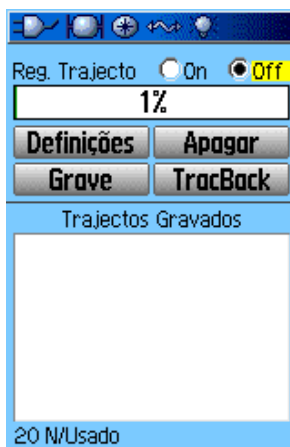 Reg. Trajecto On Off
1%
Definições Apagar
Grave TracBack
Trajectos Gravados
20 N/Usado